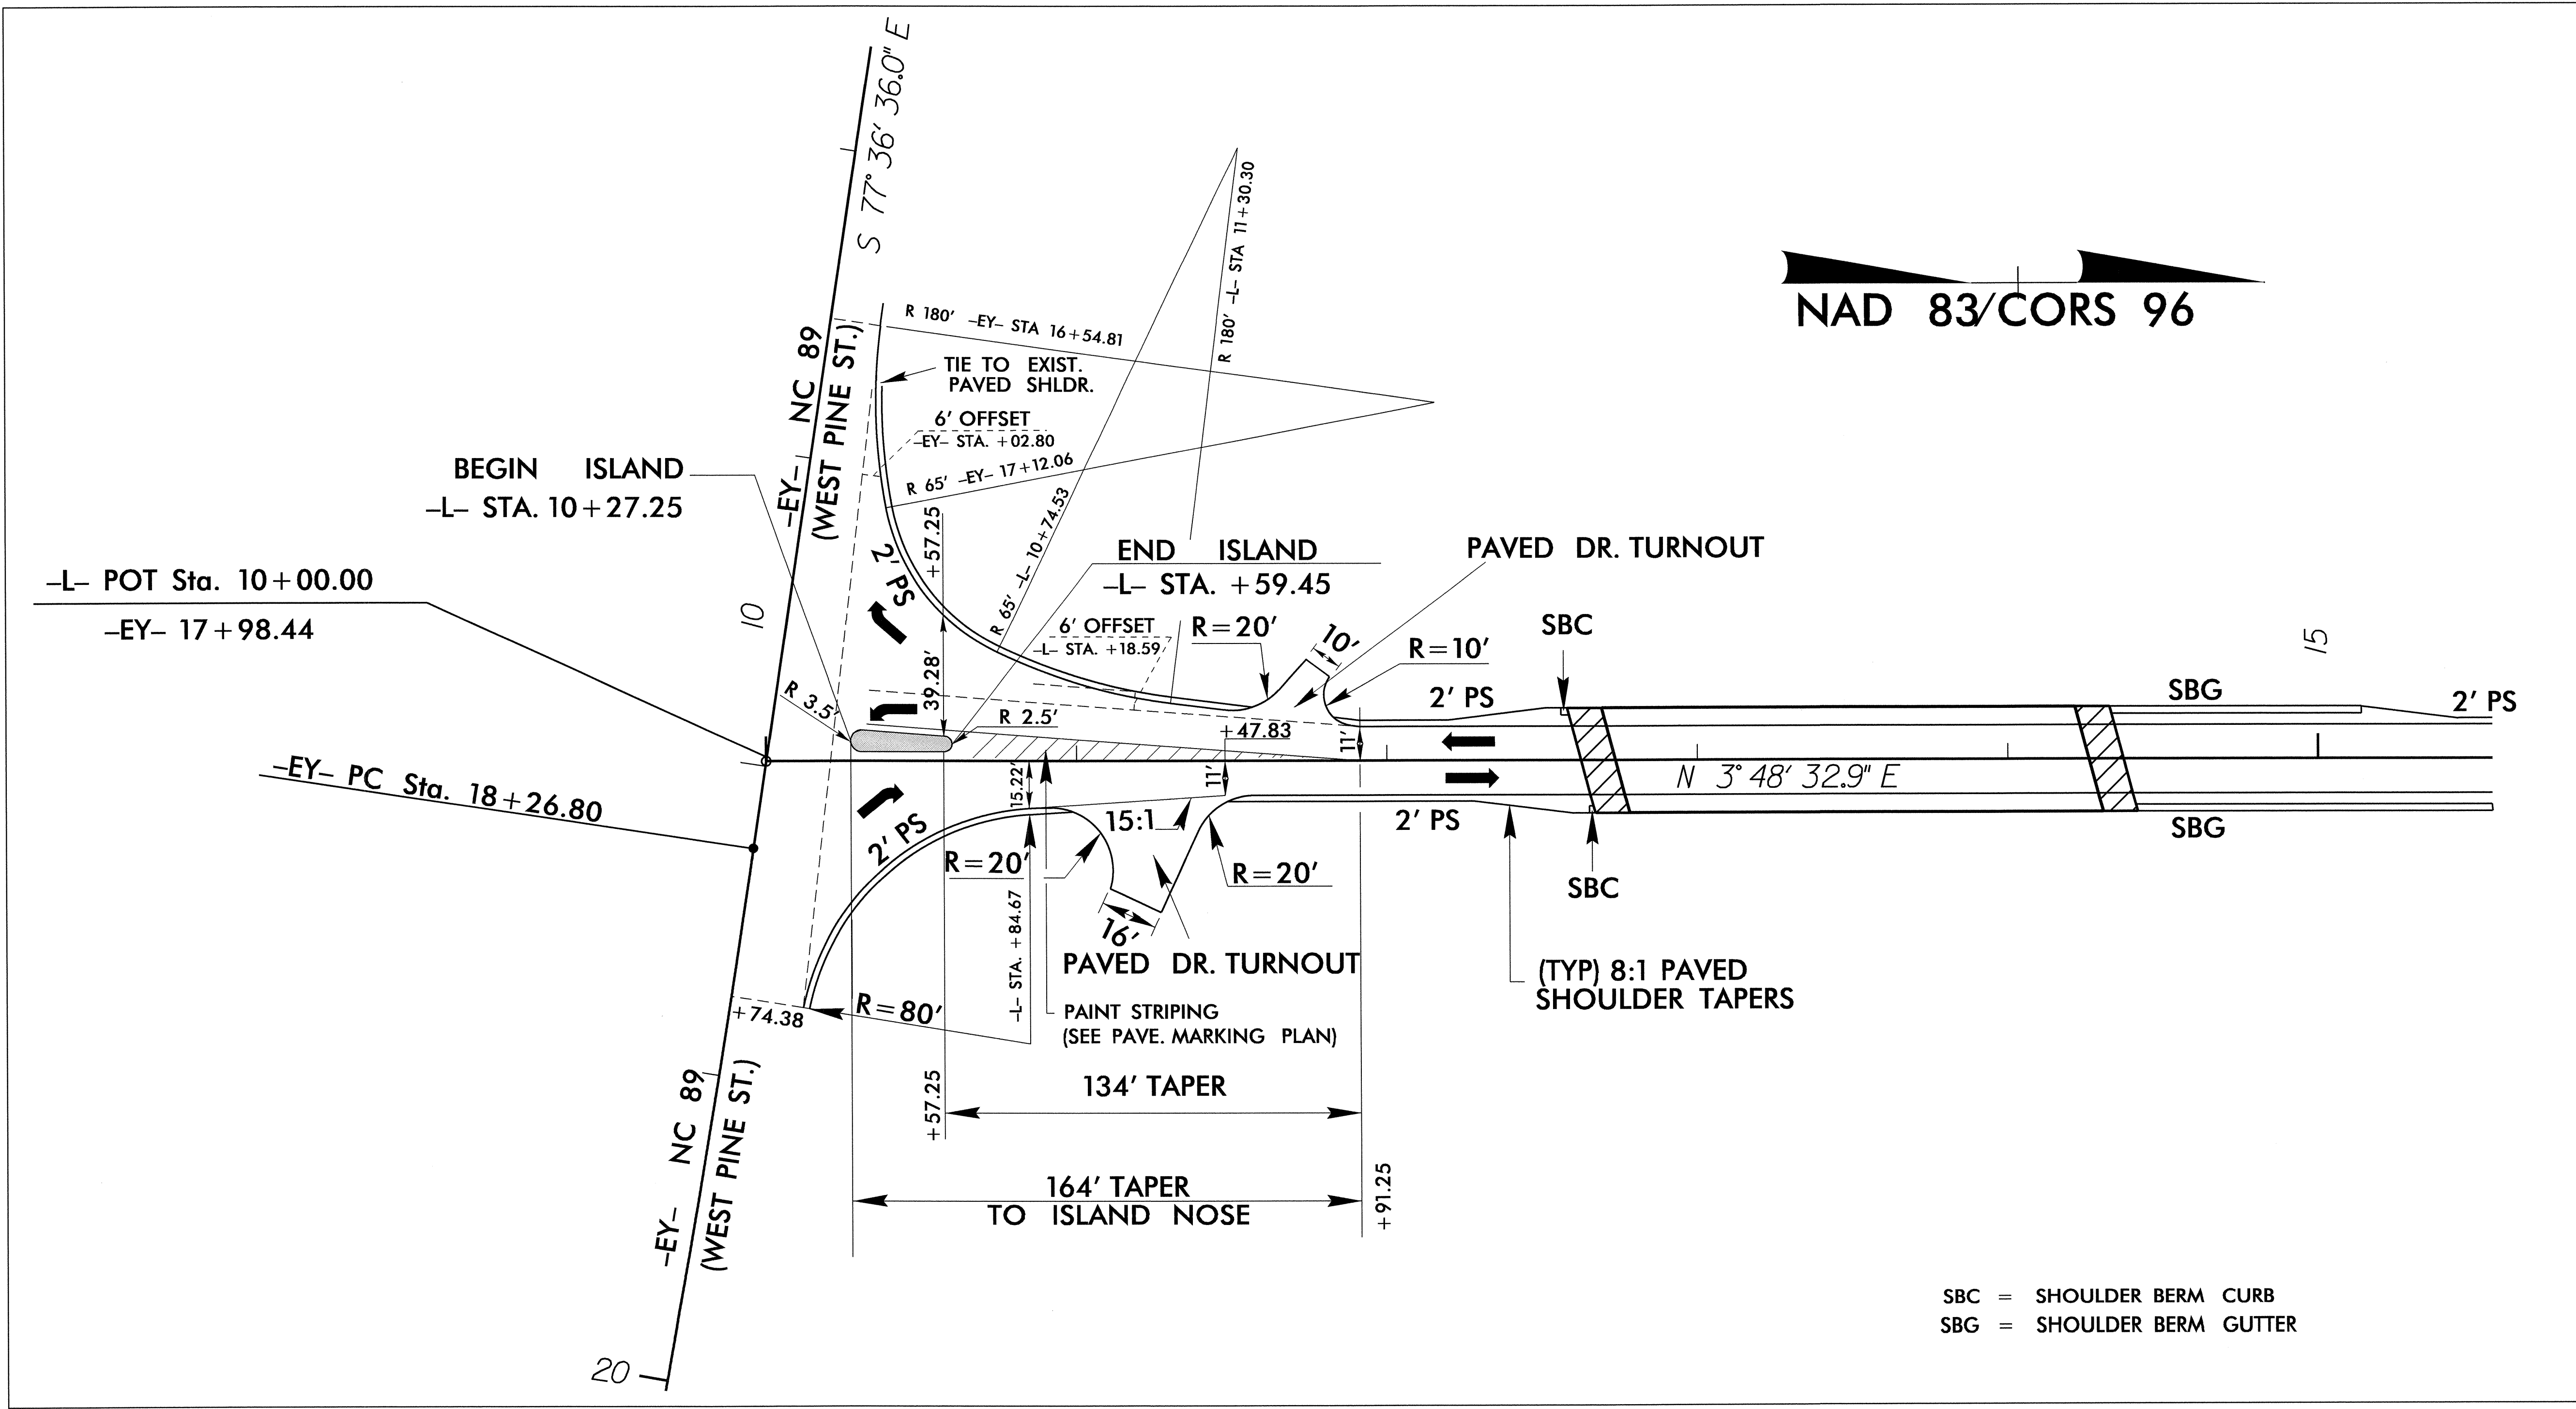 S 77° 36' 36.0" E
R 180' -EY- STA 16+54.81
R 180' -L- STA 11+30.30
NAD 83/CORS 96
-EY- NC 89
(WEST PINE ST.)
TIE TO EXIST.
PAVED SHLDR.
6' OFFSET
-EY- STA. +02.80
R 65' -EY- 17+12.06
R 65' -L- 10+74.53
BEGIN ISLAND
-L- STA. 10+27.25
+57.25
2' PS
END ISLAND
-L- STA. +59.45
PAVED DR. TURNOUT
-L- POT Sta. 10+00.00
-EY- 17+98.44
10
6' OFFSET
-L- STA. +18.59
R=20'
10'
R=10'
SBC
15
39.28'
R 3.5'
R 2.5'
+47.83
11'
2' PS
SBG
2' PS
-EY- PC Sta. 18+26.80
15.22'
11'
N 3° 48' 32.9" E
2' PS
15:1
2' PS
SBG
R=20'
R=20'
SBC
16'
-L- STA. +84.67
PAVED DR. TURNOUT
(TYP) 8:1 PAVED
SHOULDER TAPERS
+74.38
R=80'
PAINT STRIPING
(SEE PAVE. MARKING PLAN)
-EY- NC 89
(WEST PINE ST.)
+57.25
134' TAPER
164' TAPER
TO ISLAND NOSE
+91.25
20
SBC = SHOULDER BERM CURB
SBG = SHOULDER BERM GUTTER